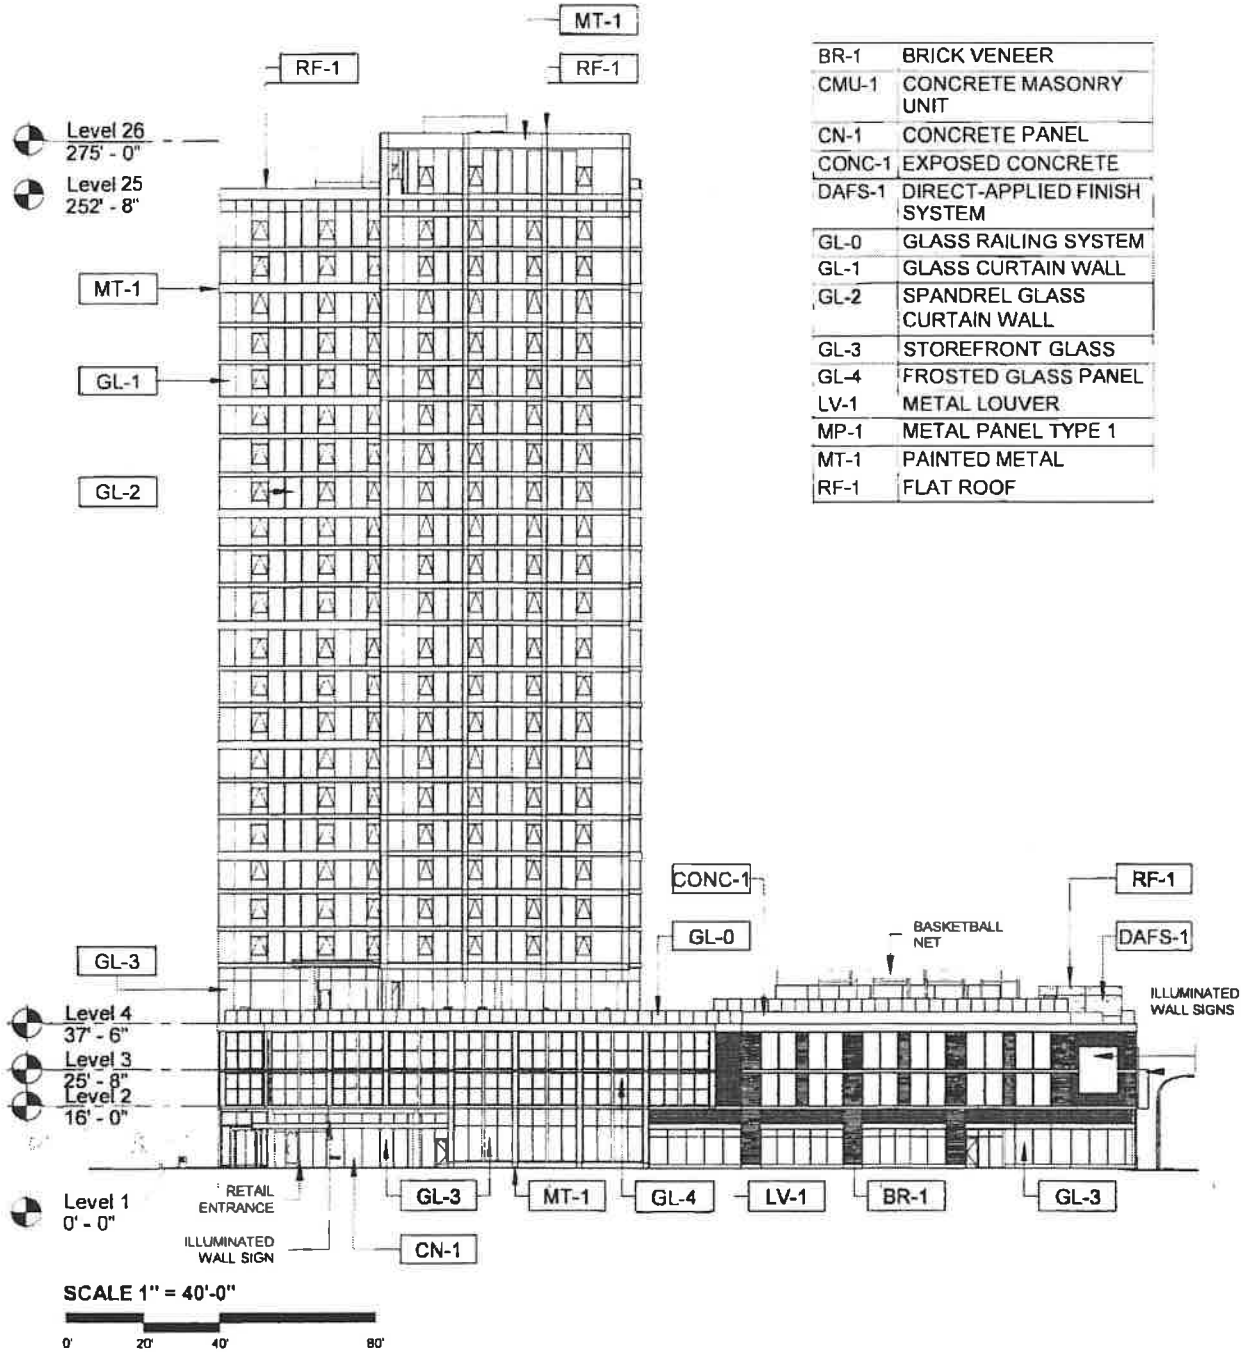 MT-1
RF-1
RF-1
BR-1 BRICK VENEER
CMU-1 CONCRETE MASONRY
UNIT
CN-1 CONCRETE PANEL
CONC-1 EXPOSED CONCRETE
DAFS-1 DIRECT-APPLIED FINISH
SYSTEM
GL-0 GLASS RAILING SYSTEM
GL-1 GLASS CURTAIN WALL
GL-2 SPANDREL GLASS
CURTAIN WALL
GL-3 STOREFRONT GLASS
GL-4 FROSTED GLASS PANEL
LV-1 METAL LOUVER
MP-1 METAL PANEL TYPE 1
MT-1 PAINTED METAL
RF-1 FLAT ROOF
Level 26
275' - 0"
Level 25
252' - 8"
MT-1
GL-1
GL-2
CONC-1
RF-1
GL-0
BASKETBALL
NET
DAFS-1
GL-3
ILLUMINATED
WALL SIGNS
Level 4
37' - 6"
Level 3
25' - 8"
Level 2
16' - 0"
Level 1
0' - 0"
RETAIL
ENTRANCE
GL-3
MT-1
GL-4
LV-1
BR-1
GL-3
ILLUMINATED
WALL SIGN
CN-1
SCALE 1" = 40'-0"
0' 20' 40' 80'